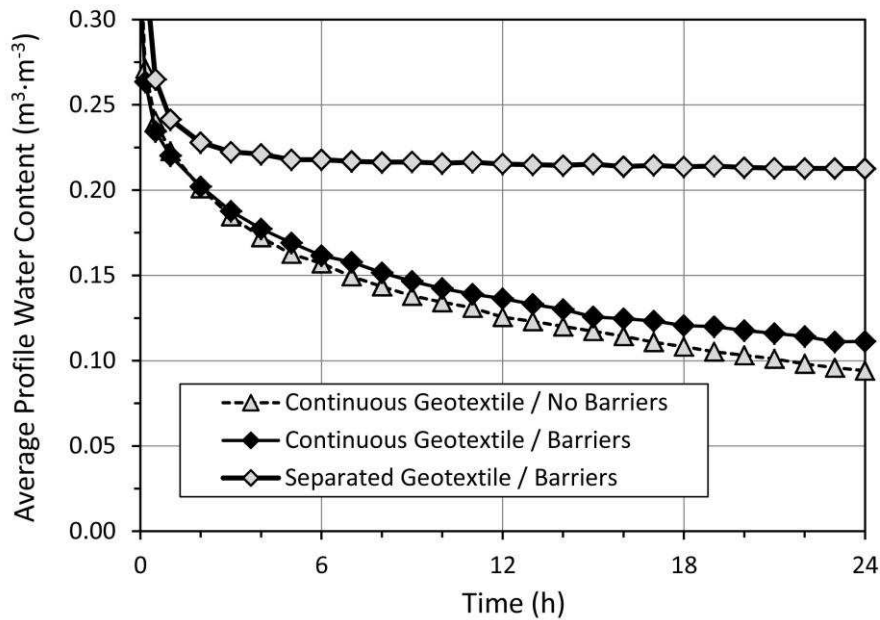 Average Profile Water Content (m³·m⁻³)
0.30
0.25
0.20
0.15
0.10
0.05
0.00
Continuous Geotextile / No Barriers
Continuous Geotextile / Barriers
Separated Geotextile / Barriers
0 6 12 18 24
Time (h)